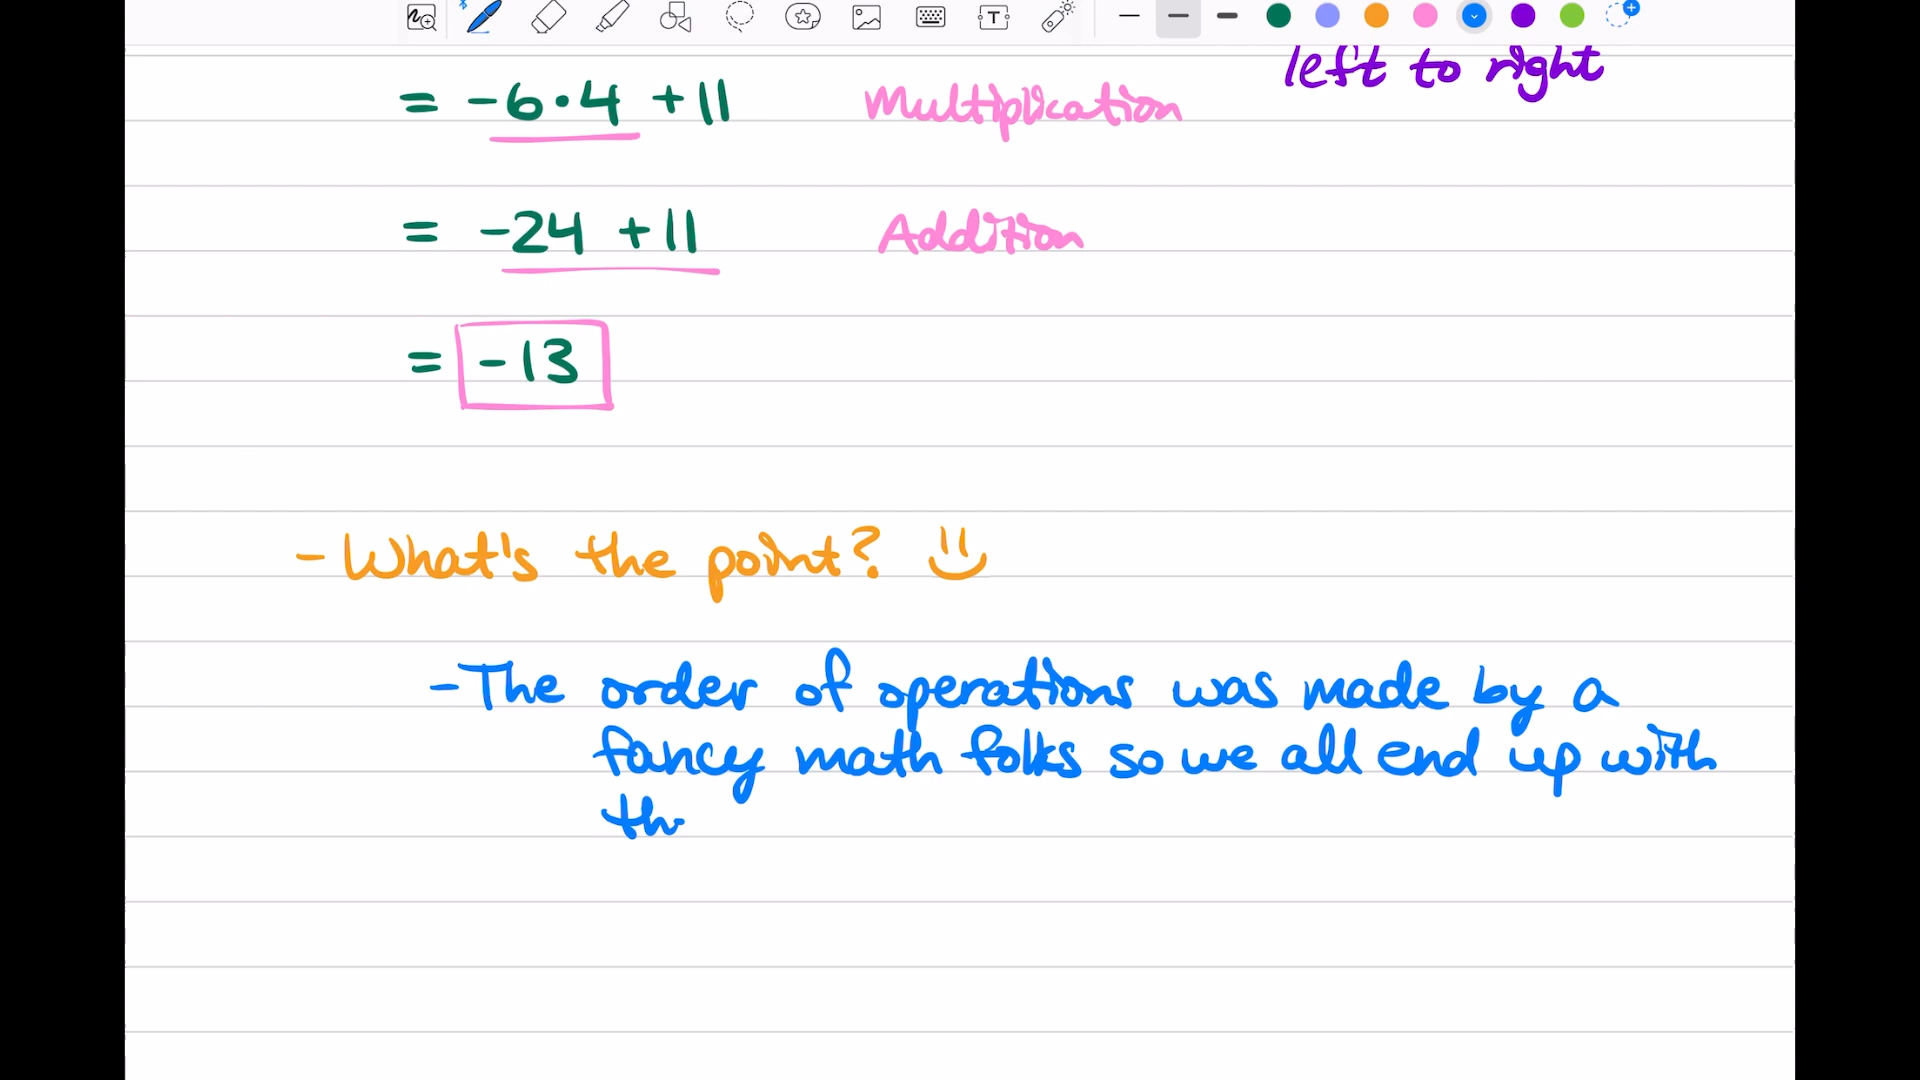 left to right
= -6·4 +11 Multiplication
= -24 +11 Addition
= -13
- What's the point?
- The order of operations was made by a
fancy math folks so we all end up with
th